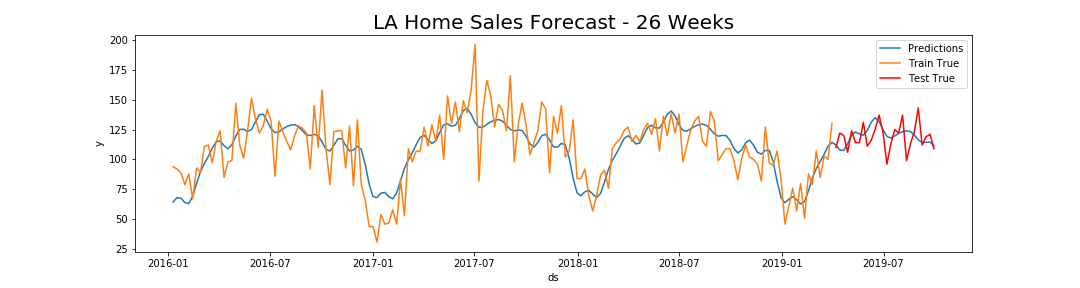 LA Home Sales Forecast - 26 Weeks
Predictions
Train True
Test True
y
200
175
150
125
100
75
50
25
2016-01 2016-07 2017-01 2017-07 2018-01 2018-07 2019-01 2019-07
ds